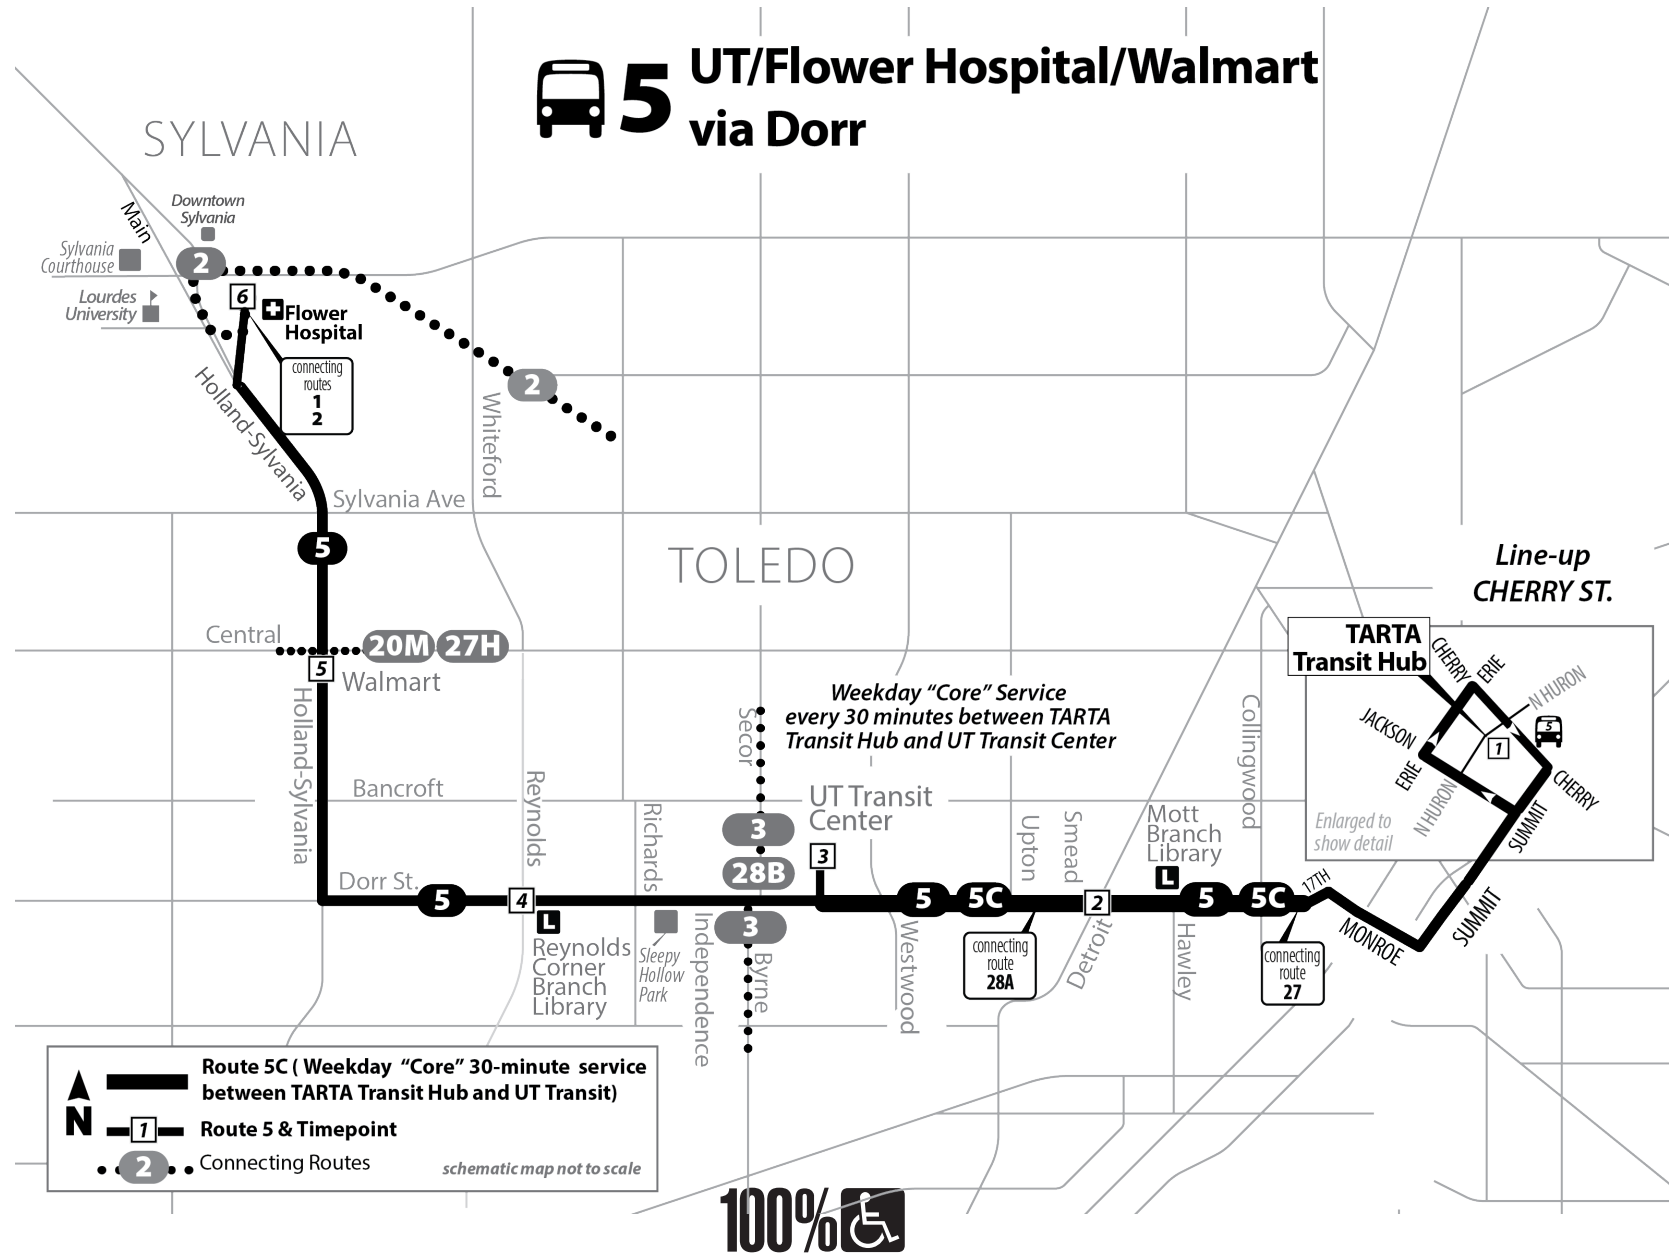 5
UT/Flower Hospital/Walmart
via Dorr
SYLVANIA
Main
Downtown
Sylvania
Sylvania
Courthouse
2
Lourdes
University
6
Flower
Hospital
connecting
routes
1
2
2
Holland-Sylvania
Whiteford
Sylvania Ave
5
TOLEDO
Line-up
CHERRY ST.
Central
20M
27H
5
Walmart
TARTA
Transit Hub
CHERRY
ERIE
N HURON
JACKSON
5
1
ERIE
N HURON
CHERRY
SUMMIT
Enlarged to
show detail
Weekday “Core” Service
every 30 minutes between TARTA
Transit Hub and UT Transit Center
Holland-Sylvania
Secor
Collingwood
Bancroft
Reynolds
Richards
UT Transit
Center
3
3
28B
Upton
Smead
Mott
Branch
Library
L
Dorr St.
5
4
5
5C
2
5
5C
17TH
MONROE
SUMMIT
L
Reynolds
Corner
Branch
Library
Sleepy
Hollow
Park
Independence
3
Byrne
Westwood
connecting
route
28A
Detroit
Hawley
connecting
route
27
Route 5C ( Weekday “Core” 30-minute service
between TARTA Transit Hub and UT Transit)
N
1
Route 5 & Timepoint
2
Connecting Routes
schematic map not to scale
100%